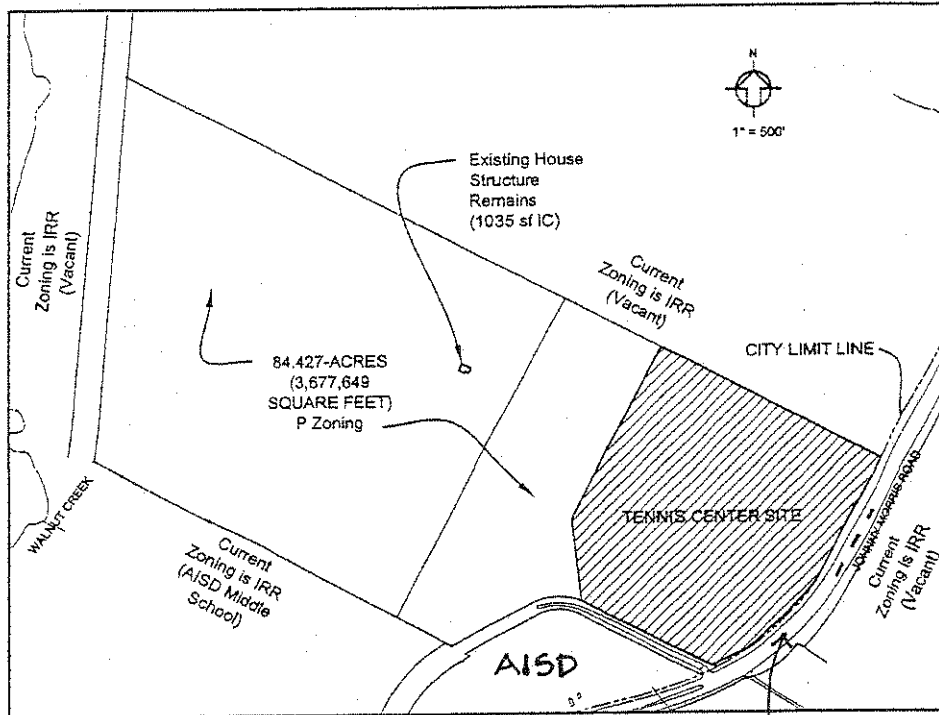 N
1" = 500'
Existing House
Structure
Remains
(1035 sf IC)
Current
Zoning is IRR
(Vacant)
Current
Zoning is IRR
(Vacant)
CITY LIMIT LINE
84.427-ACRES
(3,677,649
SQUARE FEET)
P Zoning
TENNIS CENTER SITE
JOHNNY MORRIS ROAD
WALNUT CREEK
Current
Zoning is IRR
(AISD Middle
School)
Current
Zoning is IRR
(Vacant)
AISD